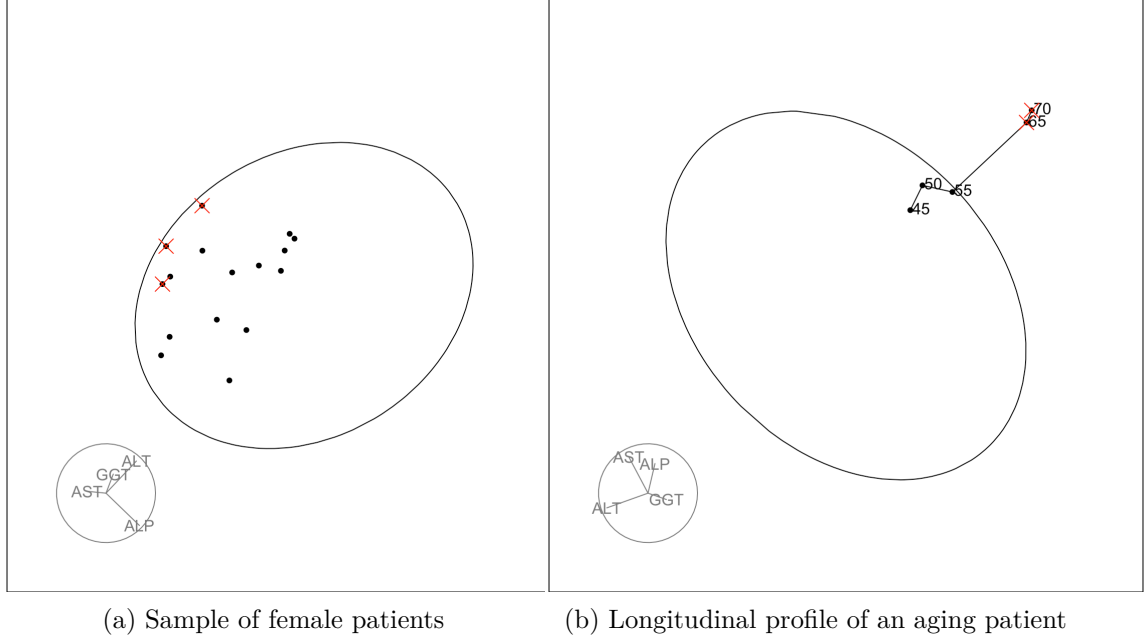 70
65
50
55
45
ALT
GGT
AST
ALP
AST
ALP
GGT
ALT
(a) Sample of female patients
(b) Longitudinal profile of an aging patient